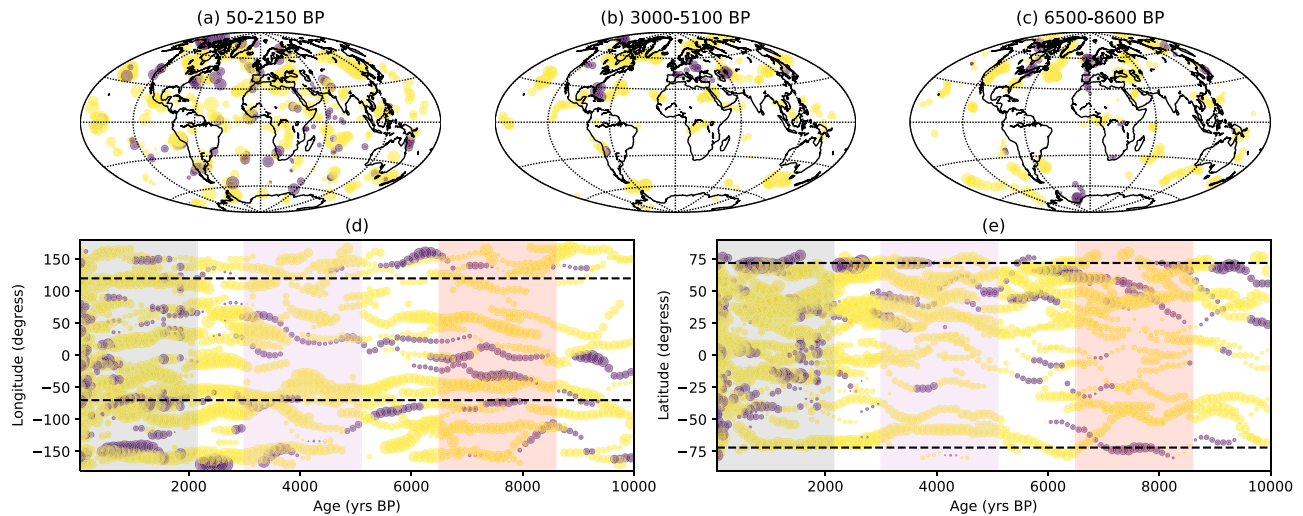 (a) 50-2150 BP
(b) 3000-5100 BP
(c) 6500-8600 BP
(d)
(e)
Longitude (degress)
150
100
50
0
−50
−100
−150
2000
4000
6000
8000
10000
Age (yrs BP)
Latitude (degress)
75
50
25
0
−25
−50
−75
2000
4000
6000
8000
10000
Age (yrs BP)